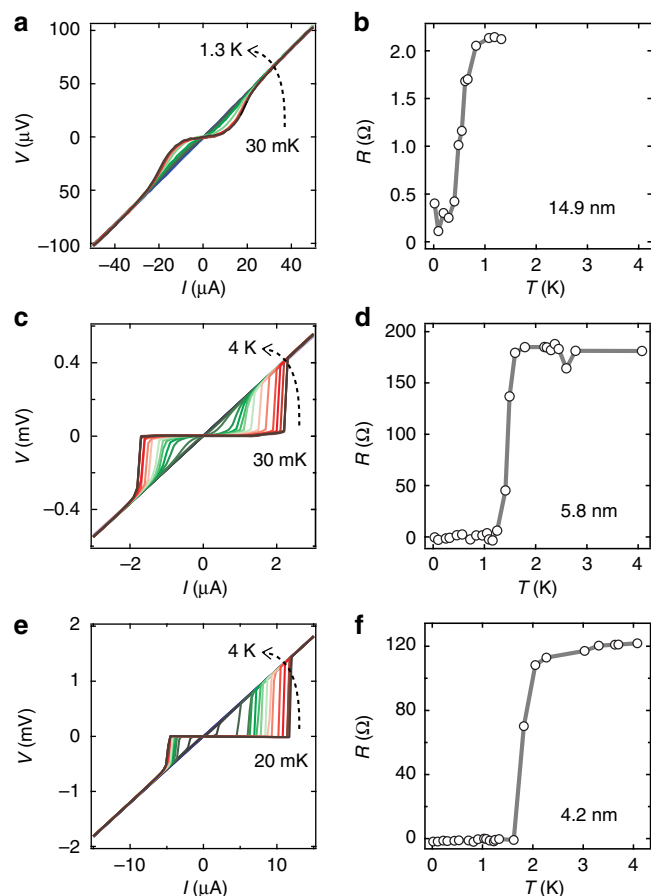 a
100
50
0
50
−100
V (μV)
1.3 K
30 mK
−40 −20 0 20 40
I (μA)
b
2.0
1.5
1.0
0.5
0
R (Ω)
14.9 nm
0 1 2 3 4
T (K)
c
0.4
0
−0.4
V (mV)
4 K
30 mK
−2 0 2
I (μA)
d
200
150
100
50
0
R (Ω)
5.8 nm
0 1 2 3 4
T (K)
e
2
1
0
−1
−2
V (mV)
4 K
20 mK
−10 0 10
I (μA)
f
120
80
40
0
R (Ω)
4.2 nm
0 1 2 3 4
T (K)